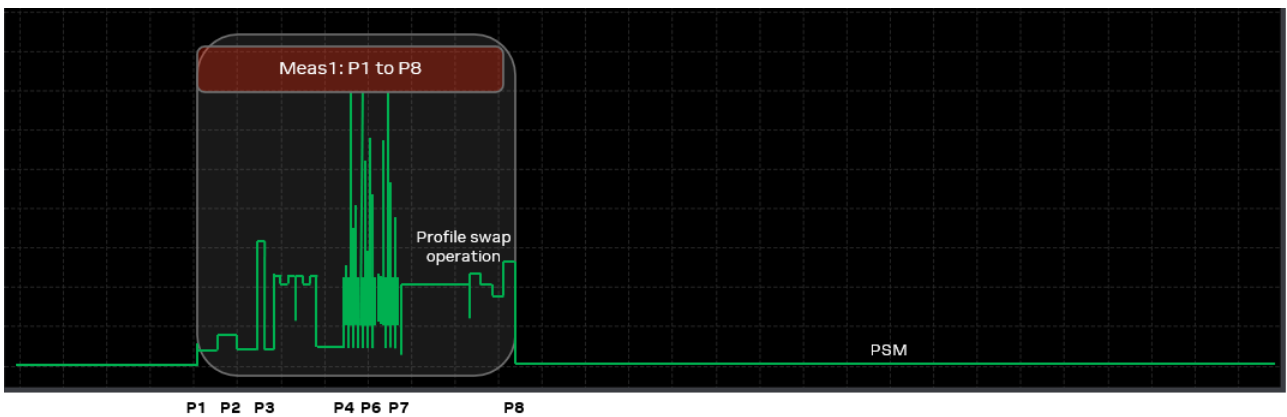 Meas1: P1 to P8
Profile swap
operation
PSM
P1 P2 P3 P4 P6 P7 P8